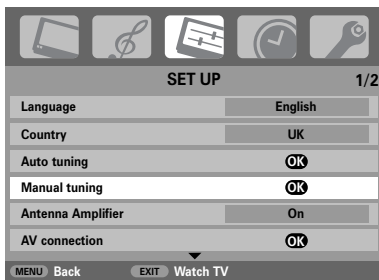 SET UP 1/2
Language English
Country UK
Auto tuning OK
Manual tuning OK
Antenna Amplifier On
AV connection OK
MENU Back EXIT Watch TV